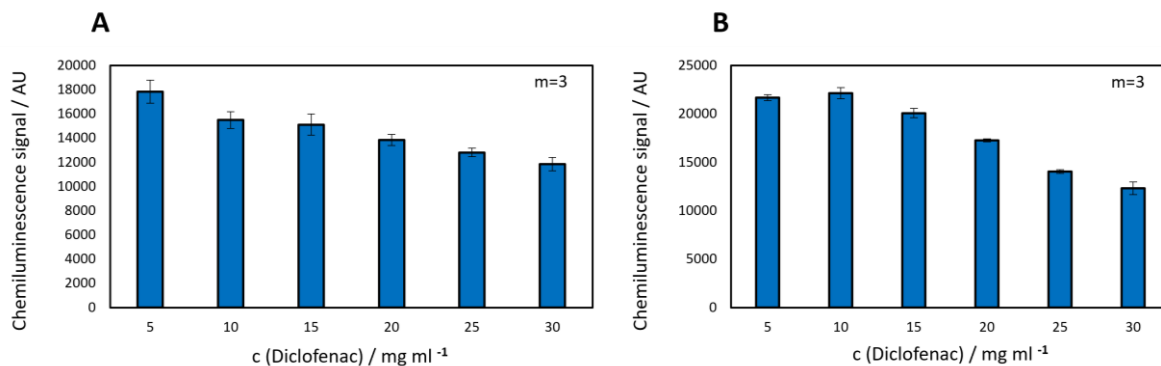 A
Chemiluminescence signal / AU
20000
18000
16000
14000
12000
10000
8000
6000
4000
2000
0
m=3
5 10 15 20 25 30
c (Diclofenac) / mg ml ⁻¹
B
Chemiluminescence signal / AU
25000
20000
15000
10000
5000
0
m=3
5 10 15 20 25 30
c (Diclofenac) / mg ml ⁻¹